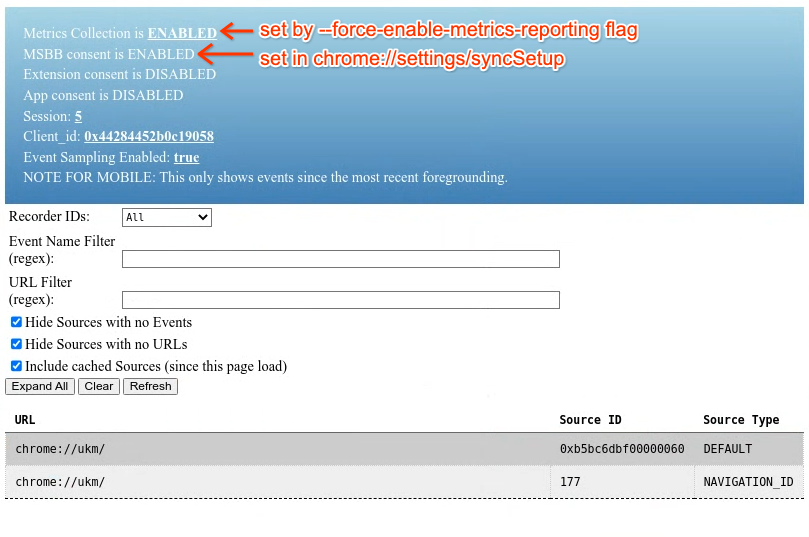 Metrics Collection is ENABLED set by --force-enable-metrics-reporting flag
MSBB consent is ENABLED set in chrome://settings/syncSetup
Extension consent is DISABLED
App consent is DISABLED
Session: 5
Client_id: 0x44284452b0c19058
Event Sampling Enabled: true
NOTE FOR MOBILE: This only shows events since the most recent foregrounding.
Recorder IDs: All
Event Name Filter
(regex):
URL Filter
(regex):
Hide Sources with no Events
Hide Sources with no URLs
Include cached Sources (since this page load)
Expand All Clear Refresh
URL Source ID Source Type
chrome://ukm/ 0xb5bc6dbf00000060 DEFAULT
chrome://ukm/ 177 NAVIGATION_ID